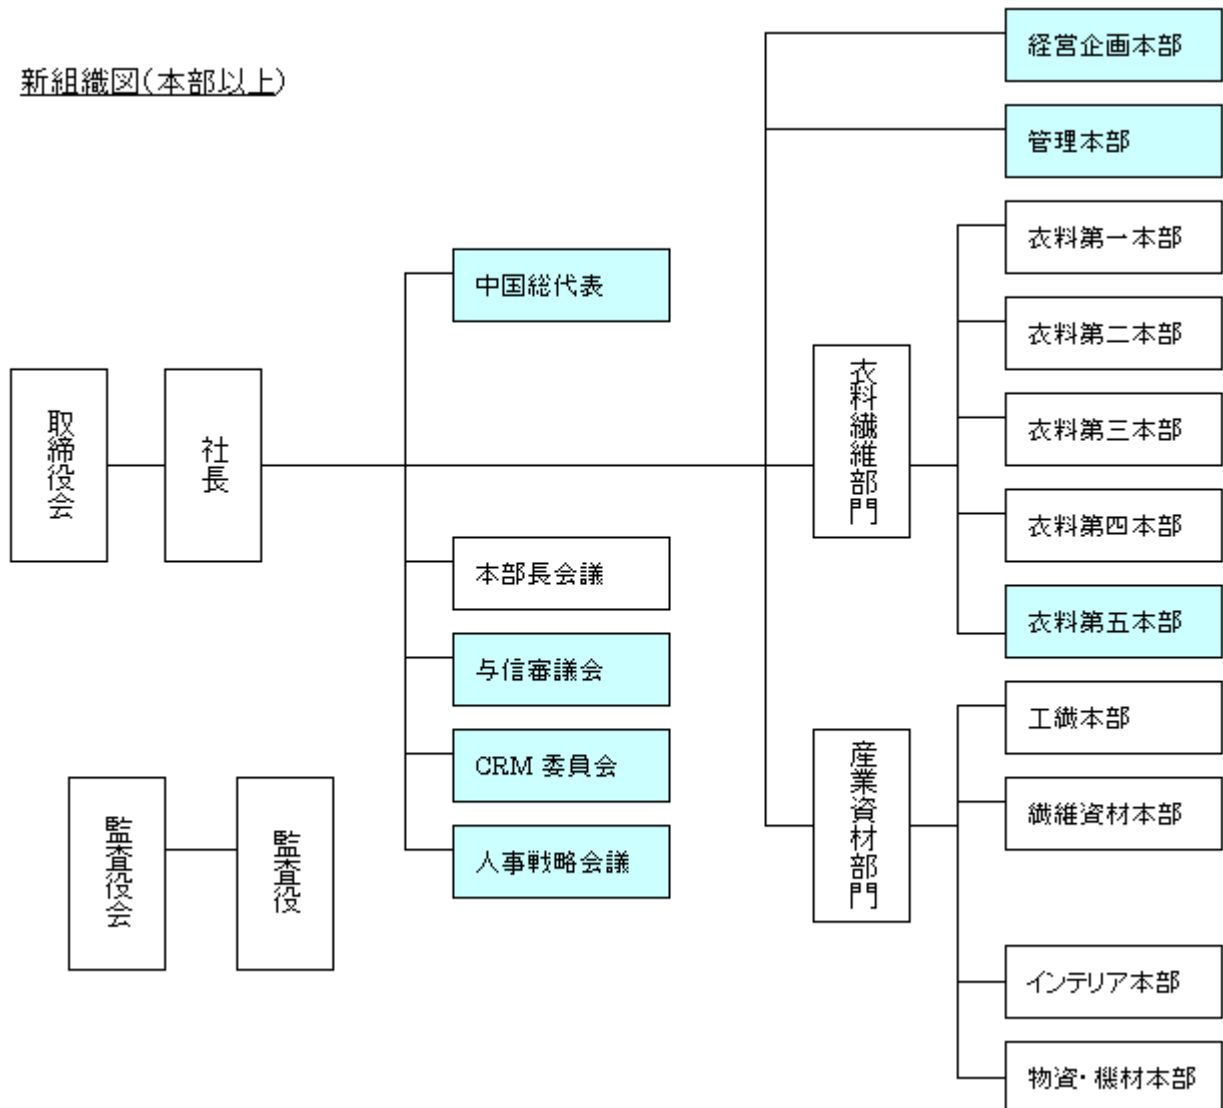 新組織図(本部以上)
経営企画本部
管理本部
衣料第一本部
中国総代表
衣料第二本部
取締役会
社長
衣料繊維部門
衣料第三本部
衣料第四本部
本部長会議
衣料第五本部
与信審議会
工繊本部
CRM 委員会
産業資材部門
繊維資材本部
監査役会
監査役
人事戦略会議
インテリア本部
物資・機材本部